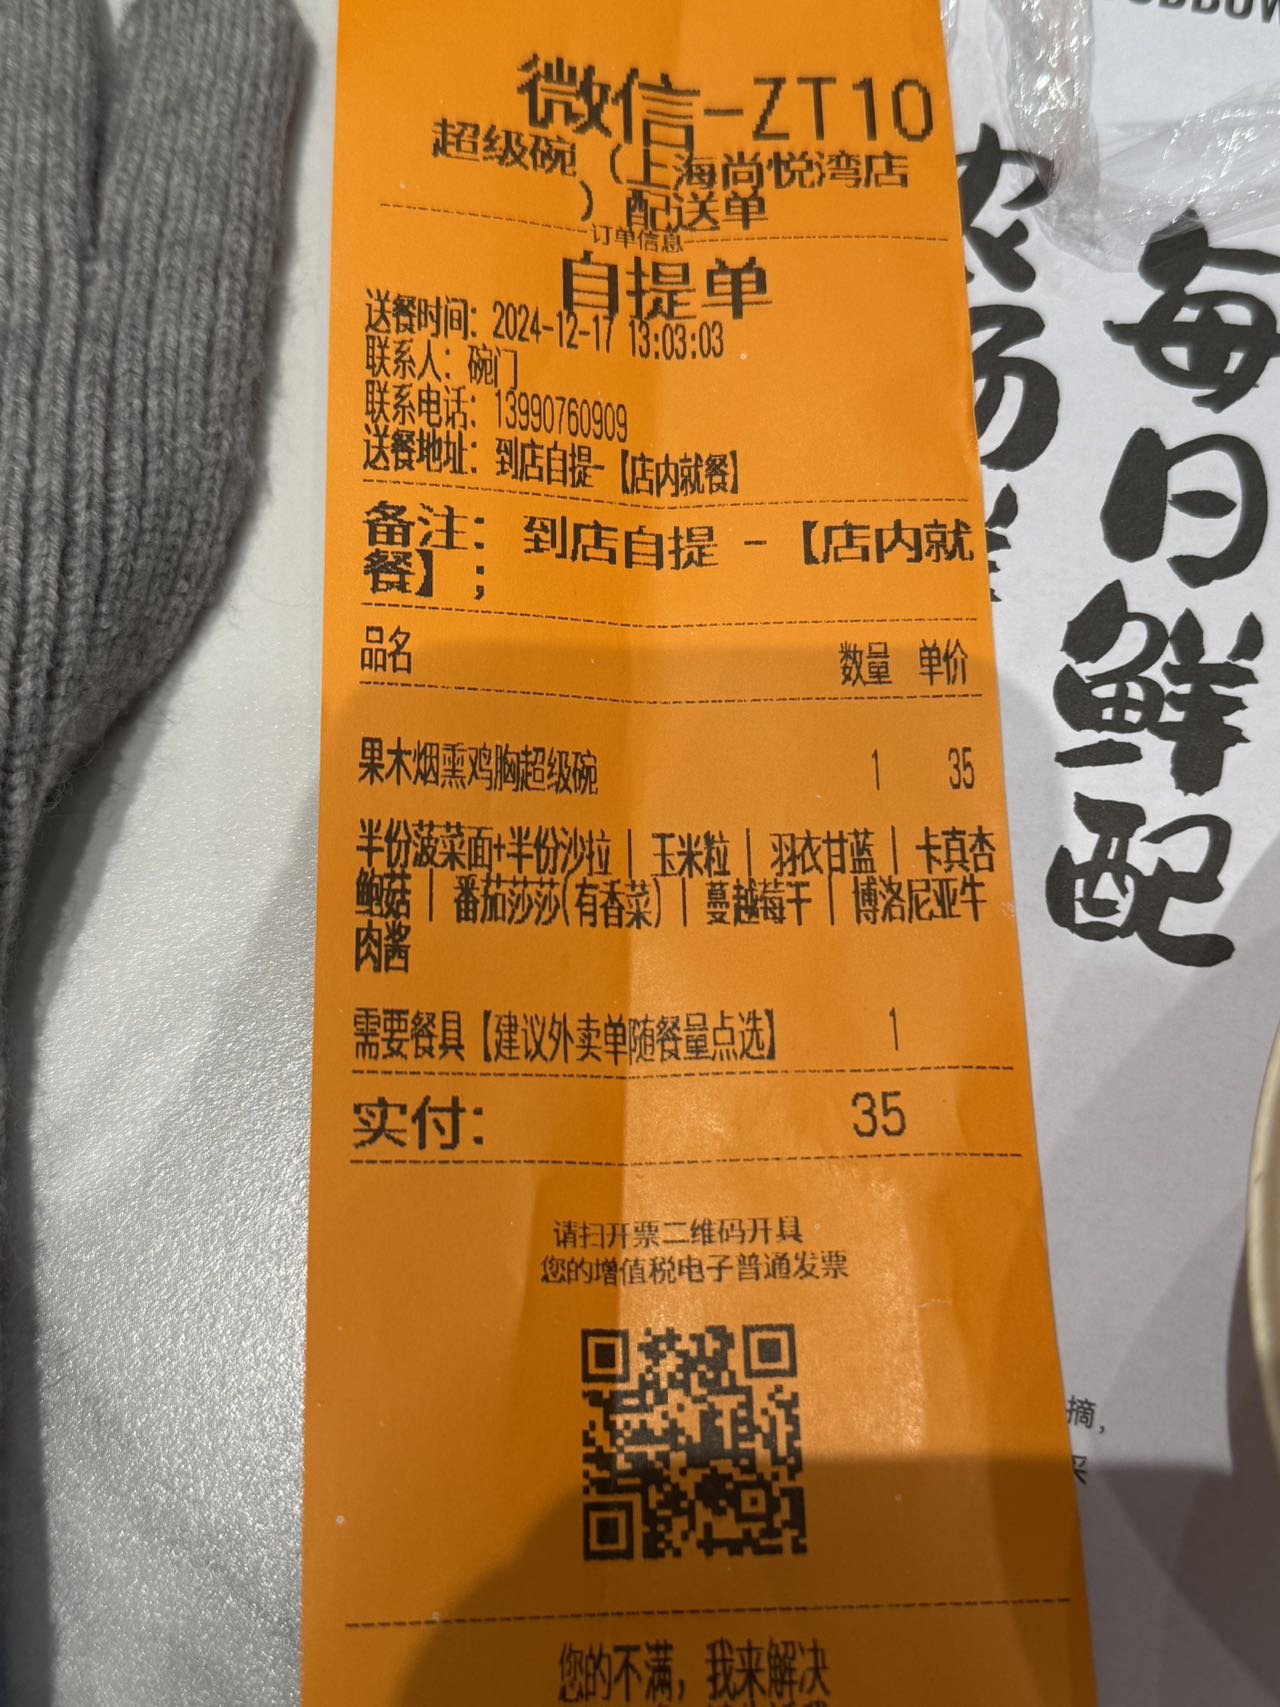 微信-ZT10
超级碗（上海尚悦湾店
）配送单
订单信息
自提单
送餐时间：2024-12-17 13:03:03
联系人：碗门
联系电话：13990760909
送餐地址：到店自提-【店内就餐】
备注：到店自提 -【店内就
餐】；
品名 数量 单价
果木烟熏鸡胸超级碗 1 35
半份菠菜面+半份沙拉 | 玉米粒 | 羽衣甘蓝 | 卡真杏
鲍菇 | 番茄莎莎(有香菜) | 蔓越莓干 | 博洛尼亚牛
肉酱
需要餐具【建议外卖单随餐量点选】 1
实付： 35
请扫开票二维码开具
您的增值税电子普通发票
您的不满，我来解决
每日鲜配
摘，